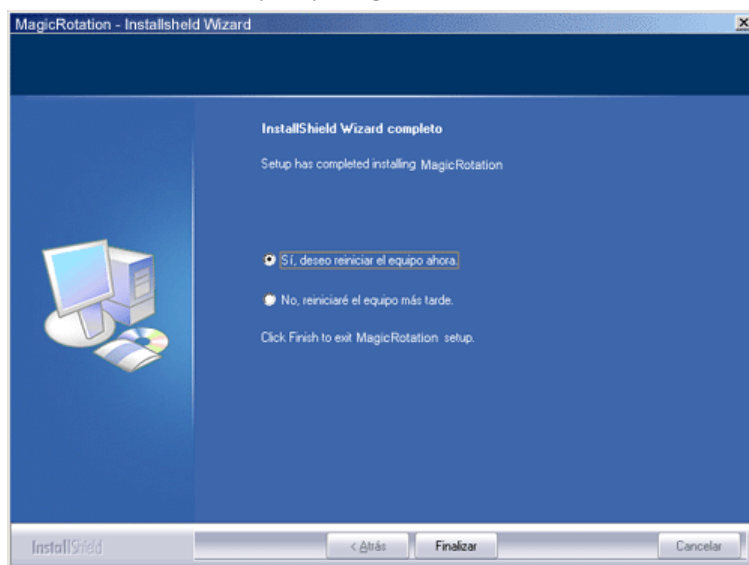 MagicRotation - Installsheld Wizard
InstallShield Wizard completo
Setup has completed installing MagicRotation
Sí, deseo reiniciar el equipo ahora.
No, reiniciaré el equipo más tarde.
Click Finish to exit MagicRotation setup.
InstallShield
< Atrás Finalizar Cancelar